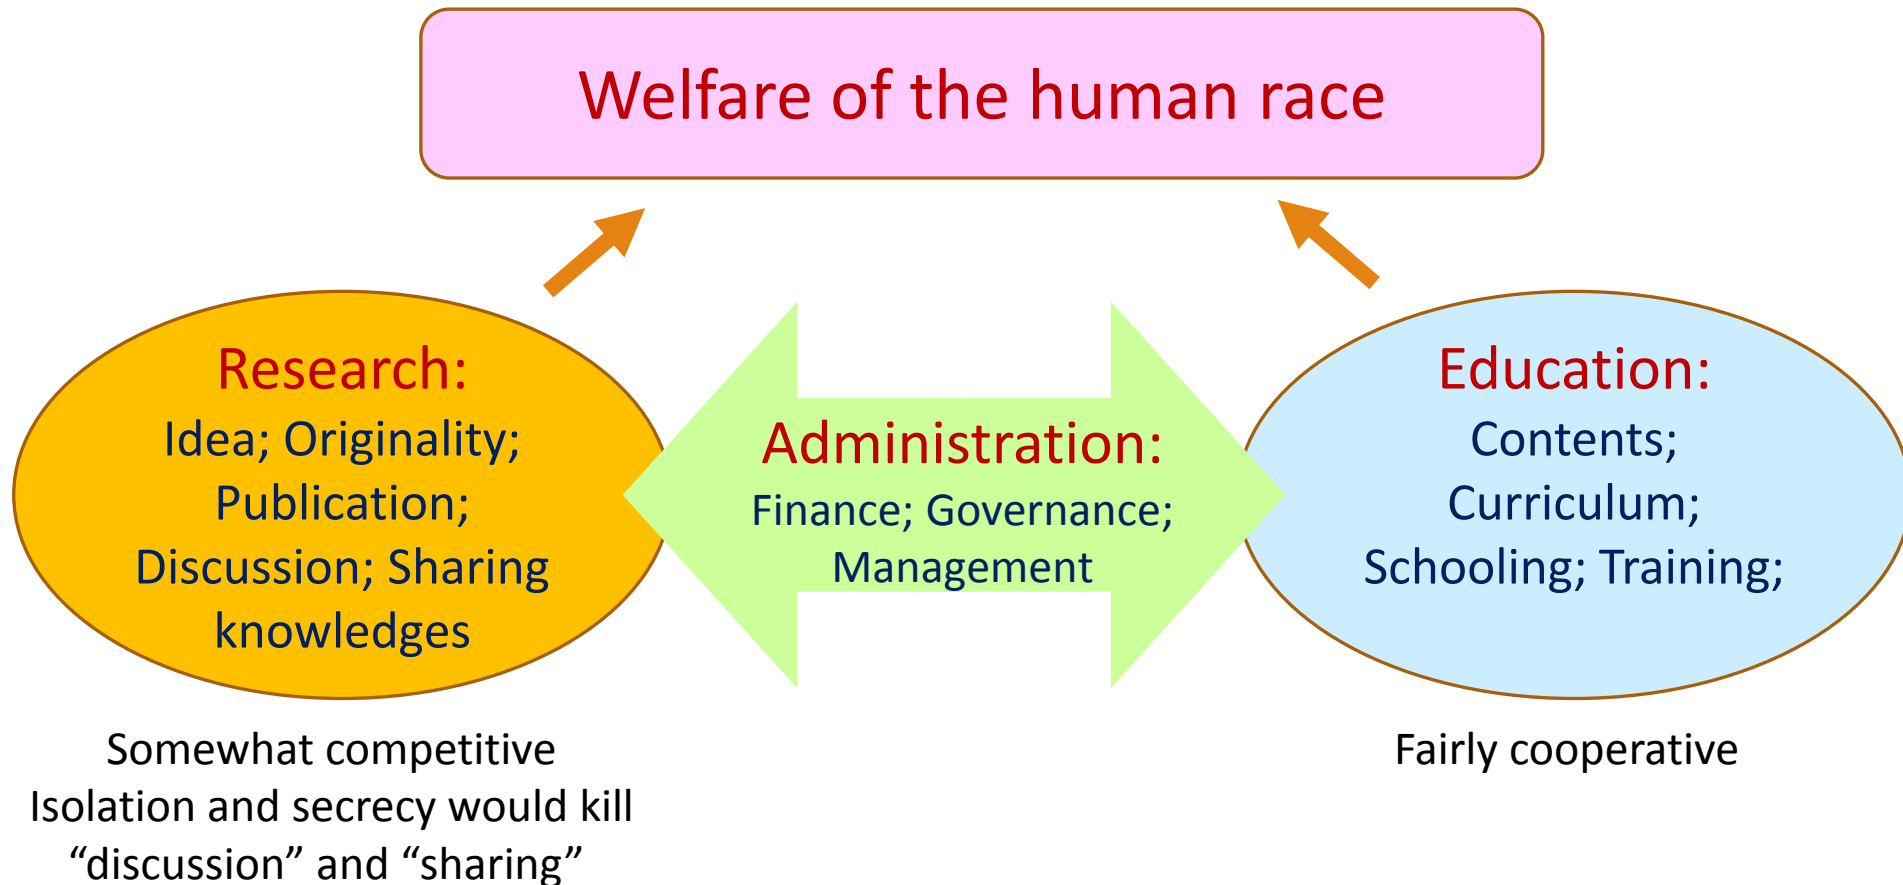 Welfare of the human race
Research:
Idea; Originality;
Publication;
Discussion; Sharing
knowledges
Administration:
Finance; Governance;
Management
Education:
Contents;
Curriculum;
Schooling; Training;
Somewhat competitive
Isolation and secrecy would kill
“discussion” and “sharing”
Fairly cooperative